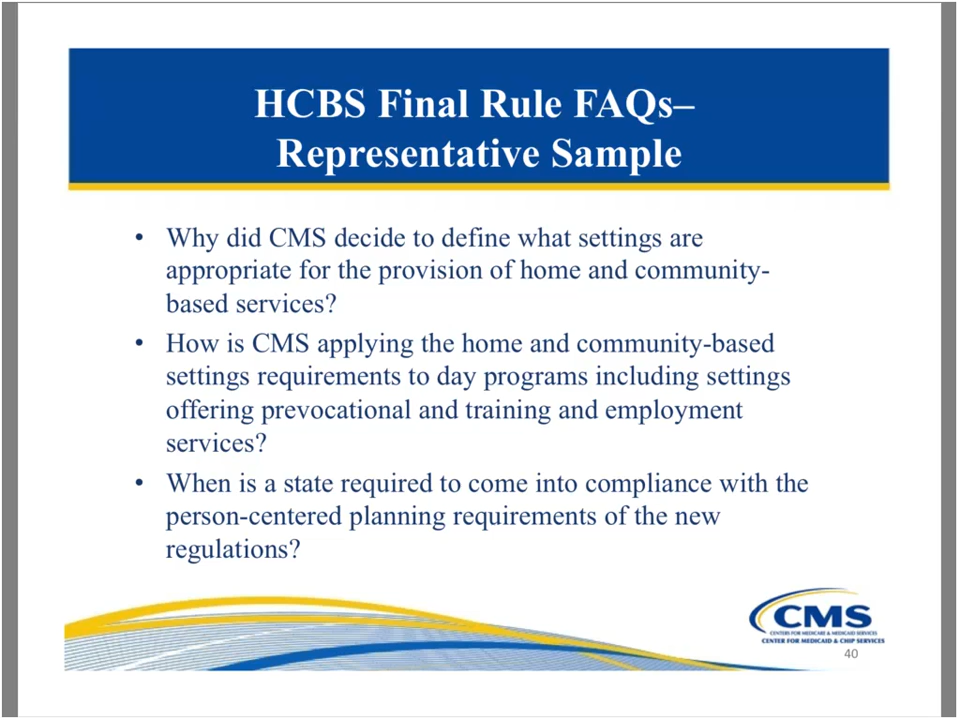 HCBS Final Rule FAQs–
Representative Sample
• Why did CMS decide to define what settings are
appropriate for the provision of home and community-
based services?
• How is CMS applying the home and community-based
settings requirements to day programs including settings
offering prevocational and training and employment
services?
• When is a state required to come into compliance with the
person-centered planning requirements of the new
regulations?
CMS
CENTERS FOR MEDICARE & MEDICAID SERVICES
CENTER FOR MEDICAID & CHIP SERVICES
40